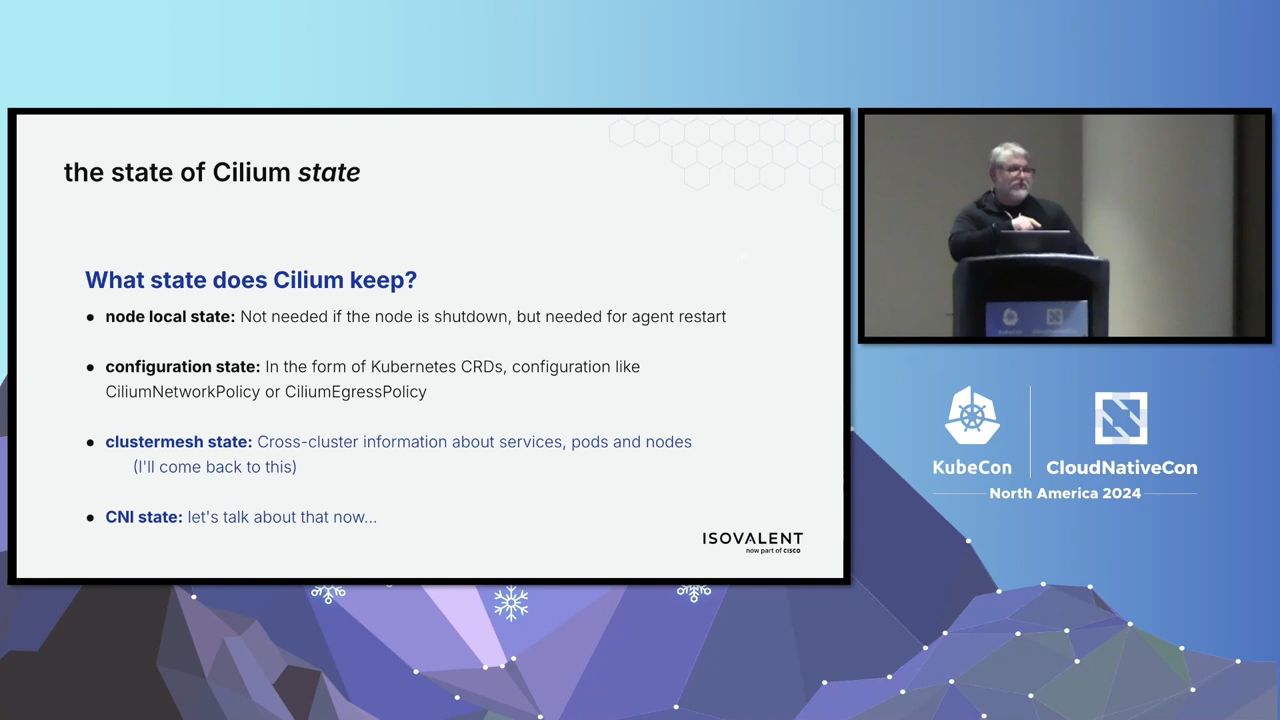 the state of Cilium state
What state does Cilium keep?
● node local state: Not needed if the node is shutdown, but needed for agent restart
● configuration state: In the form of Kubernetes CRDs, configuration like
CiliumNetworkPolicy or CiliumEgressPolicy
● clustermesh state: Cross-cluster information about services, pods and nodes
(I'll come back to this)
● CNI state: let's talk about that now...
ISOVALENT
now part of CISCO
KubeCon
CloudNativeCon
North America 2024